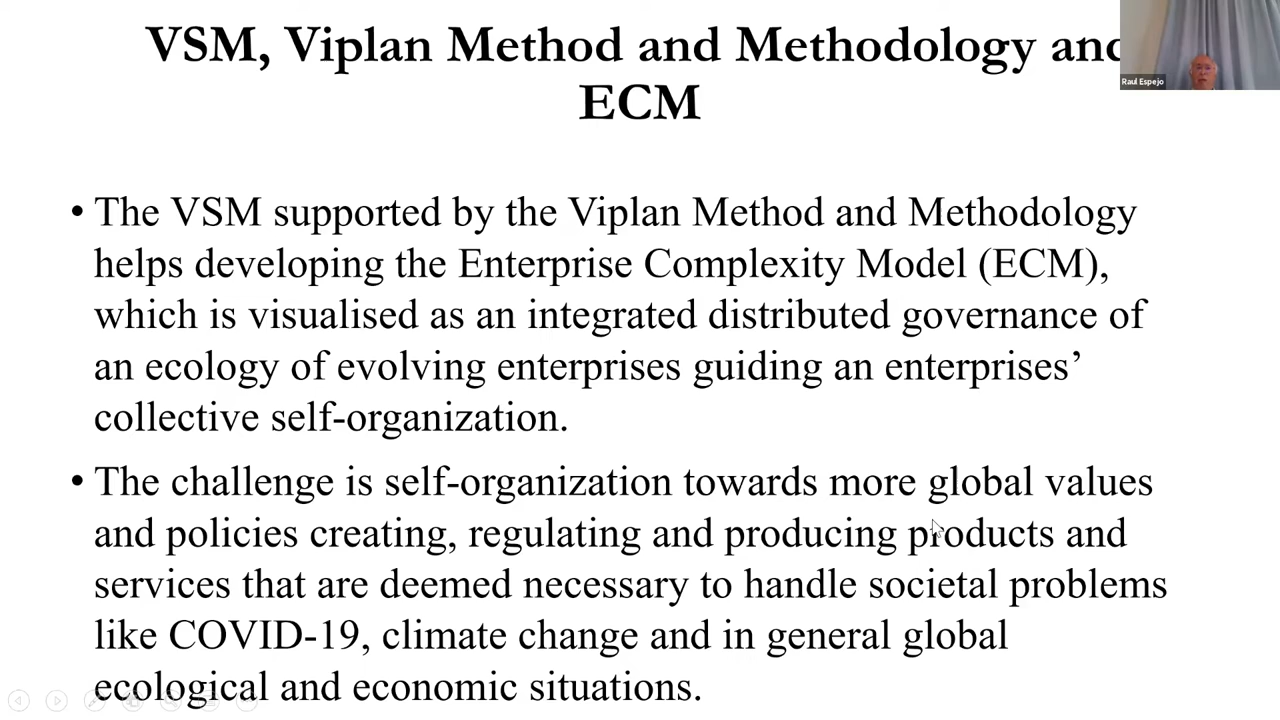 VSM, Viplan Method and Methodology and
ECM
Raul Espejo
• The VSM supported by the Viplan Method and Methodology
helps developing the Enterprise Complexity Model (ECM),
which is visualised as an integrated distributed governance of
an ecology of evolving enterprises guiding an enterprises’
collective self-organization.
• The challenge is self-organization towards more global values
and policies creating, regulating and producing products and
services that are deemed necessary to handle societal problems
like COVID-19, climate change and in general global
ecological and economic situations.